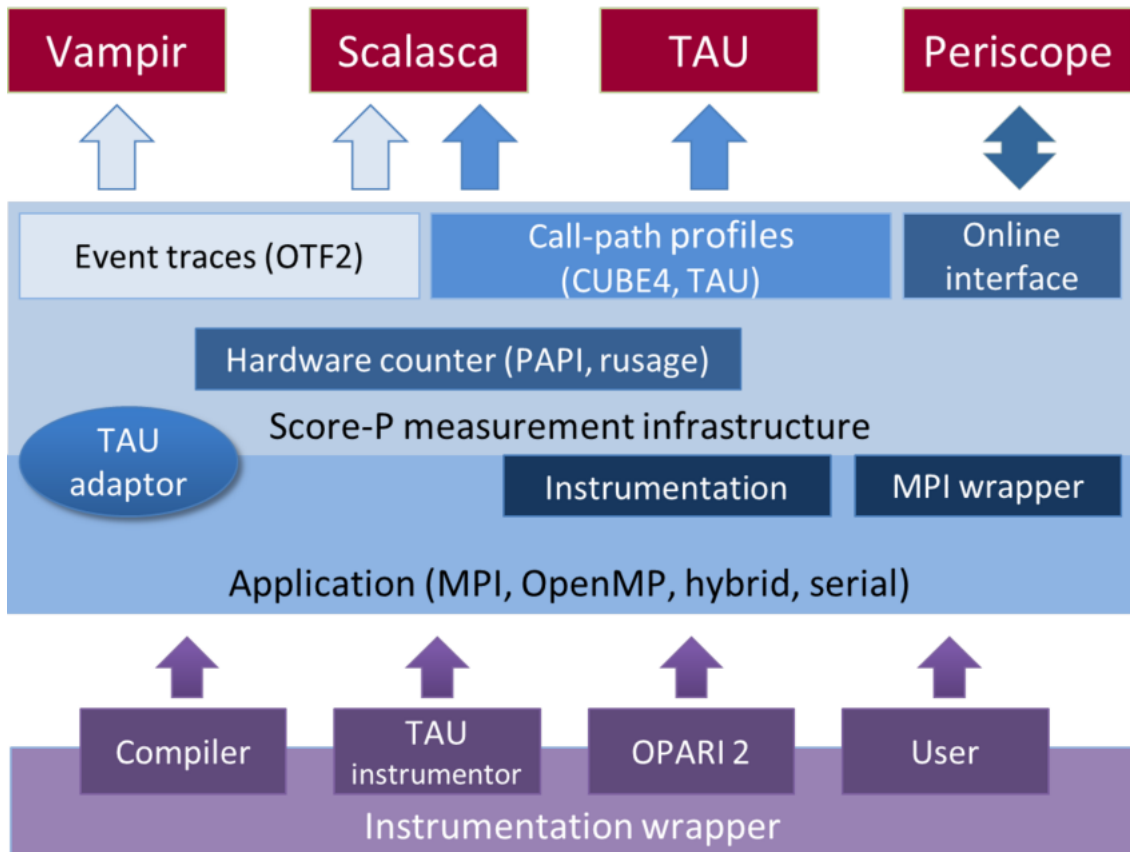 Vampir
Scalasca
TAU
Periscope
Event traces (OTF2)
Call-path profiles
(CUBE4, TAU)
Online
interface
Hardware counter (PAPI, rusage)
Score-P measurement infrastructure
TAU
adaptor
Instrumentation
MPI wrapper
Application (MPI, OpenMP, hybrid, serial)
Compiler
TAU
instrumentor
OPARI 2
User
Instrumentation wrapper